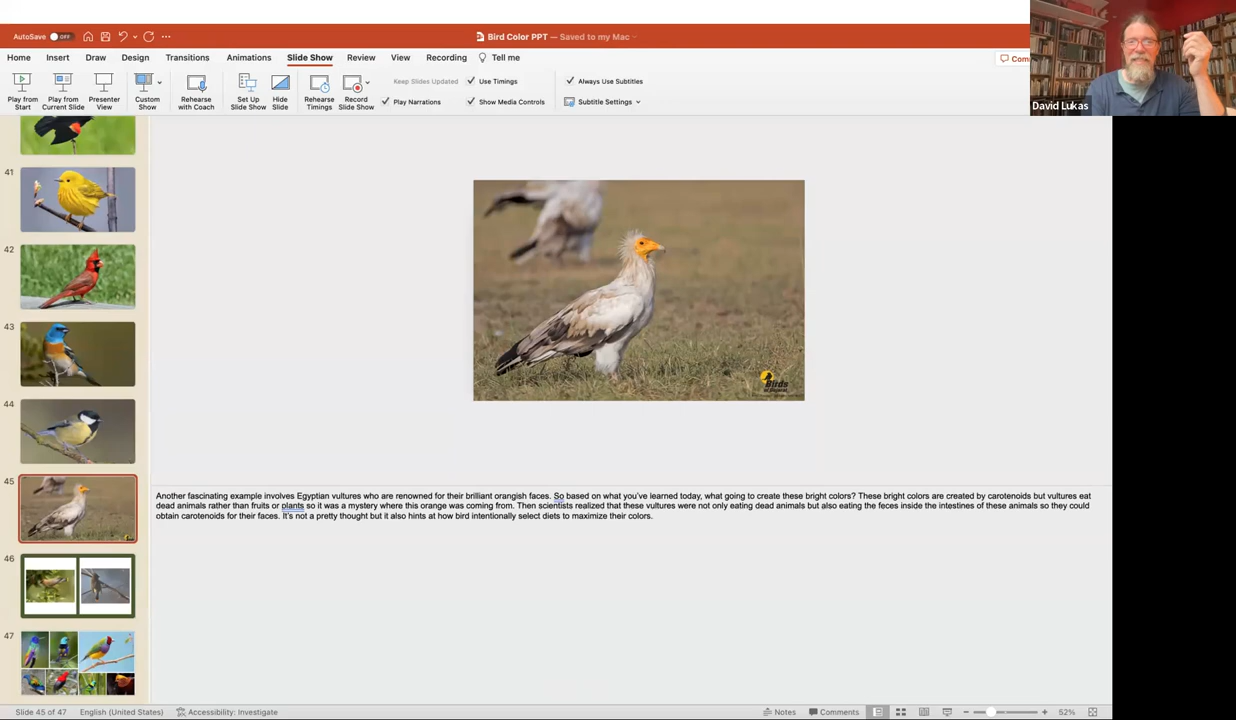 AutoSave OFF
Bird Color PPT — Saved to my Mac
Home Insert Draw Design Transitions Animations Slide Show Review View Recording Tell me
Play from Start
Play from Current Slide
Presenter View
Custom Show
Rehearse with Coach
Set Up Slide Show
Hide Slide
Rehearse Timings
Record Slide Show
Keep Slides Updated
Use Timings
Play Narrations
Show Media Controls
Always Use Subtitles
Subtitle Settings
David Lukas
41
42
43
44
45
46
47
Birds
Another fascinating example involves Egyptian vultures who are renowned for their brilliant orangish faces. So based on what you've learned today, what going to create these bright colors? These bright colors are created by carotenoids but vultures eat
dead animals rather than fruits or plants so it was a mystery where this orange was coming from. Then scientists realized that these vultures were not only eating dead animals but also eating the feces inside the intestines of these animals so they could
obtain carotenoids for their faces. It's not a pretty thought but it also hints at how bird intentionally select diets to maximize their colors.
Slide 45 of 47 English (United States) Accessibility: Investigate Notes Comments 52%